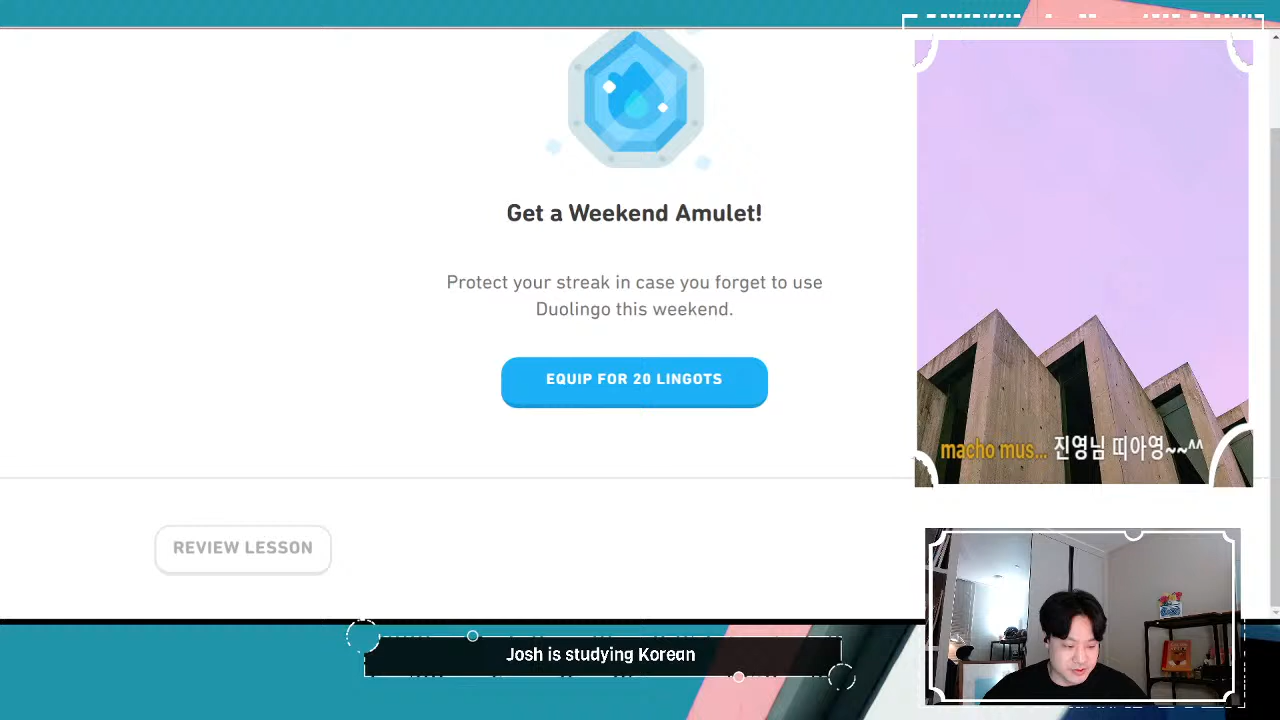 Get a Weekend Amulet!
Protect your streak in case you forget to use
Duolingo this weekend.
EQUIP FOR 20 LINGOTS
macho mus... 진영님 띠아영~~^^
REVIEW LESSON
Josh is studying Korean